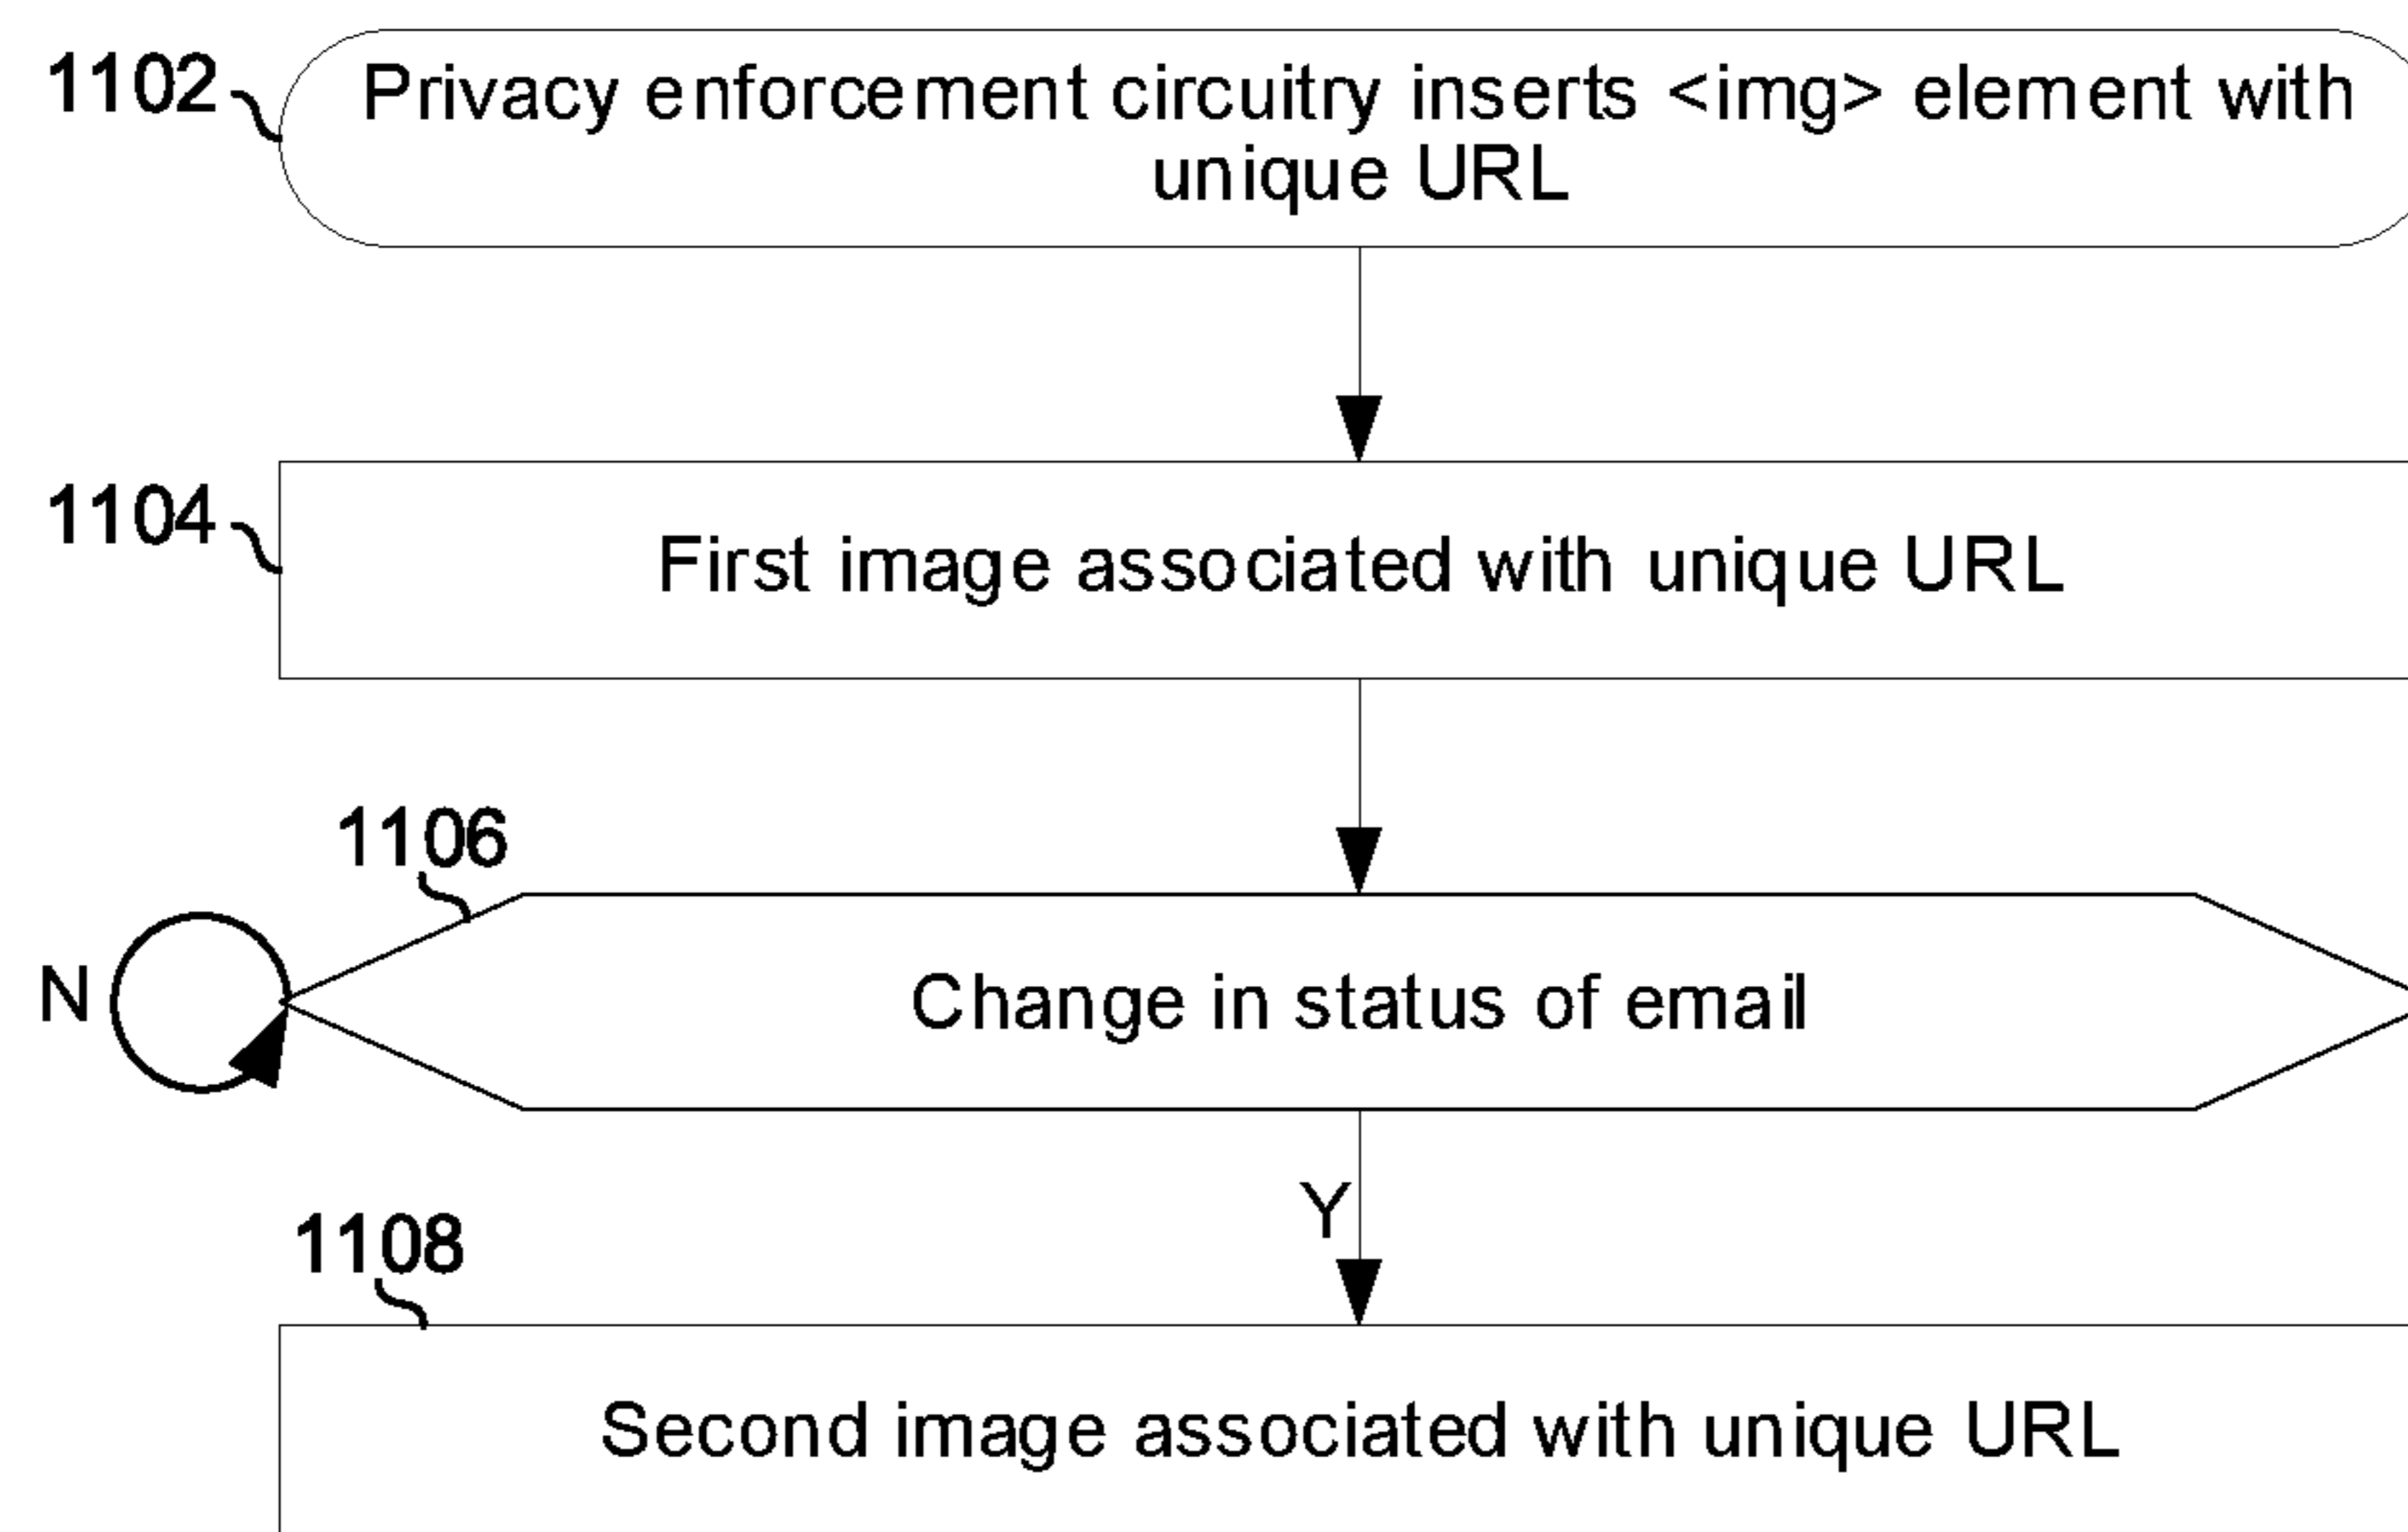 1102
Privacy enforcement circuitry inserts <img> element with
unique URL
1104
First image associated with unique URL
1106
N
Change in status of email
Y
1108
Second image associated with unique URL